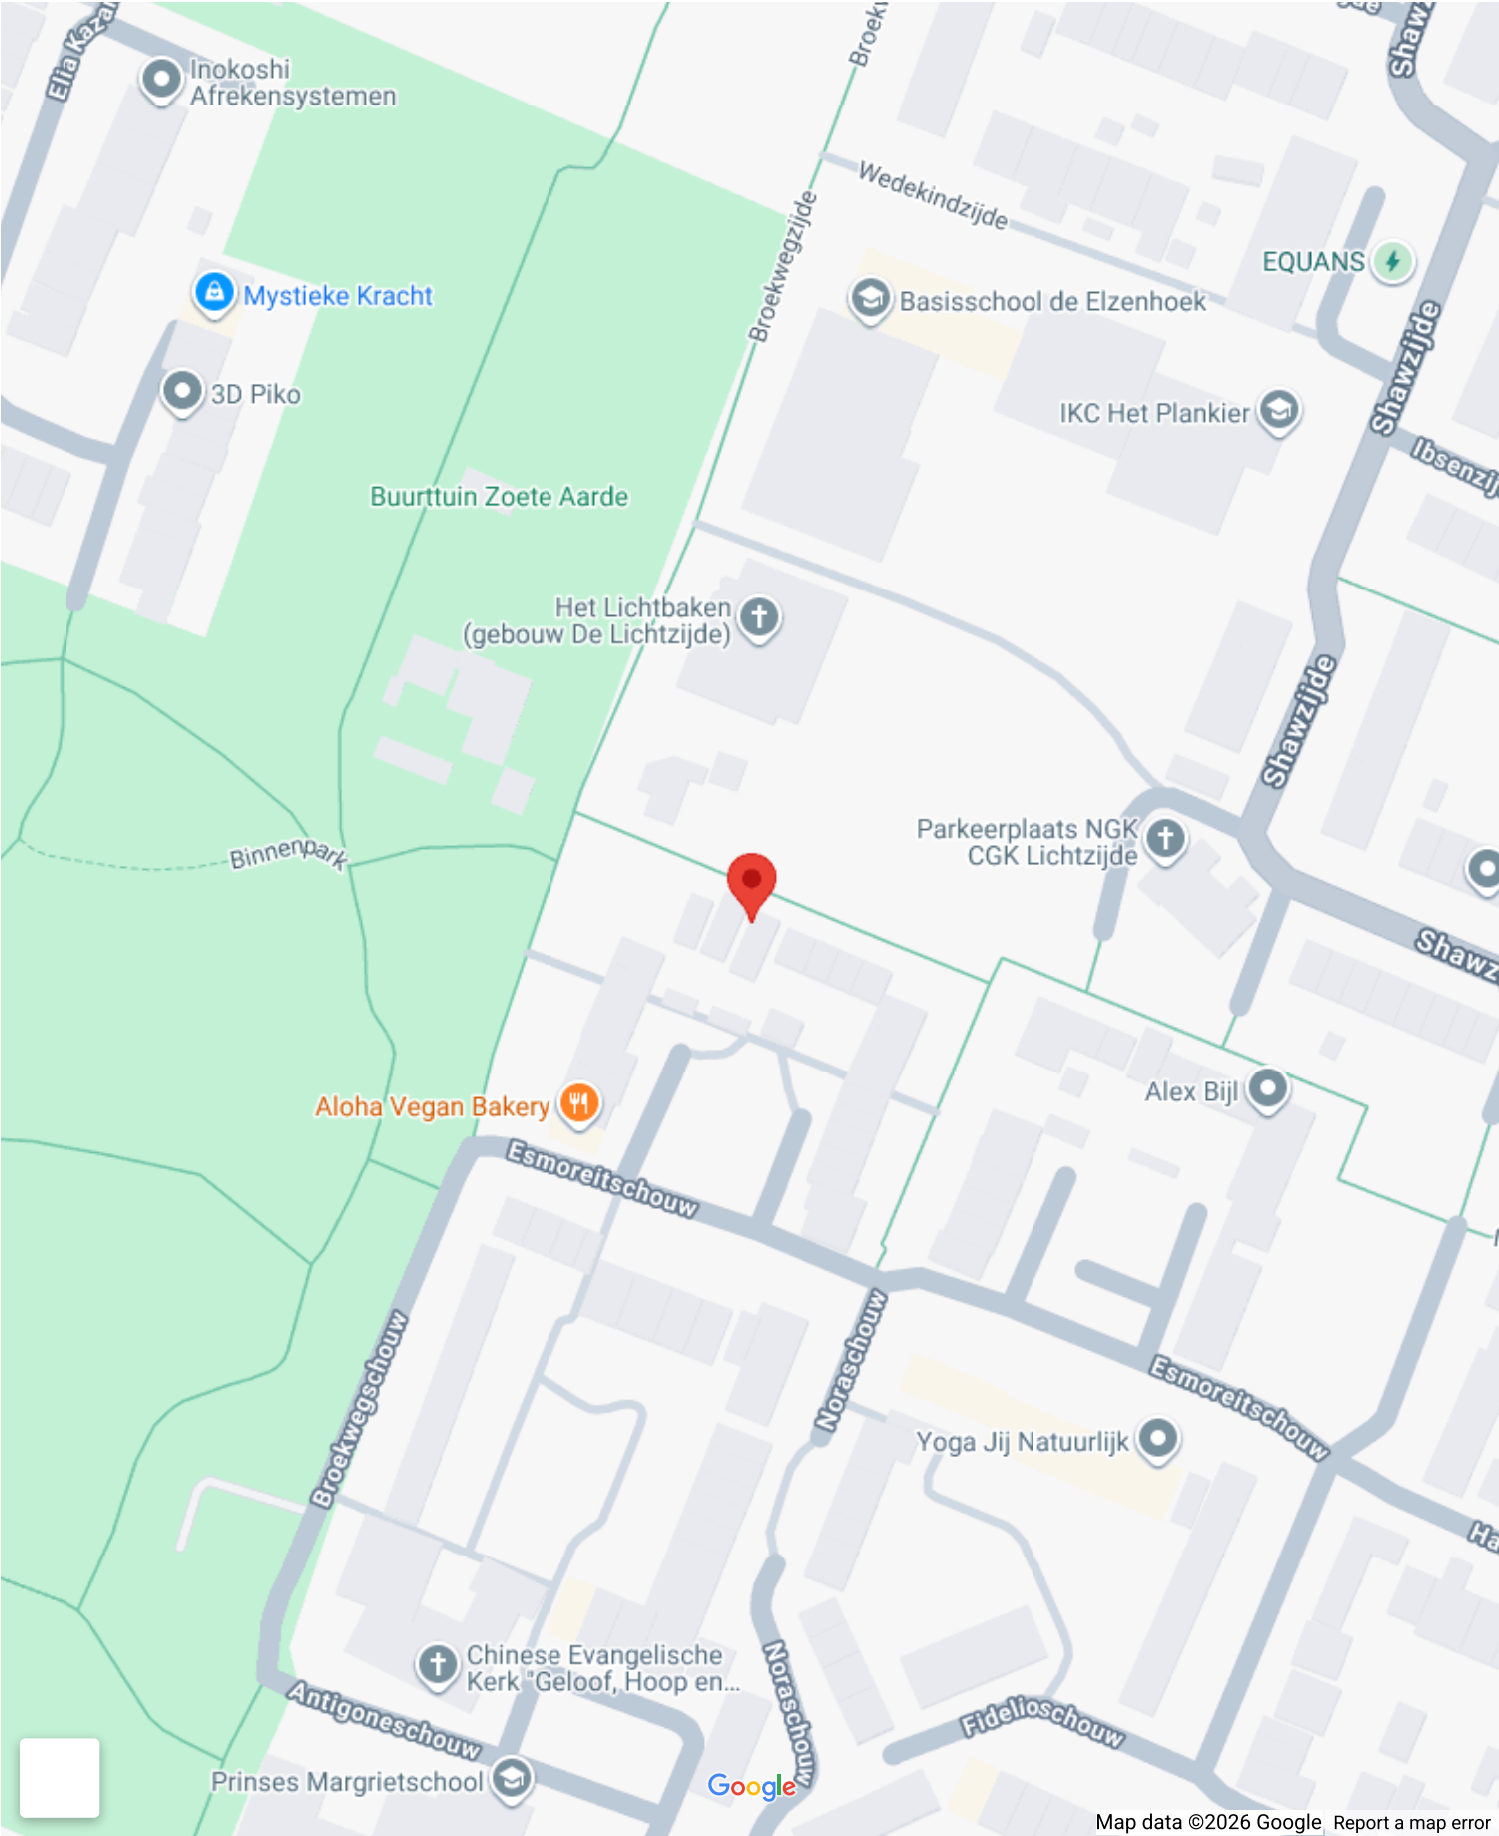 Elia Kazan
Inokoshi
Afrekensystemen
Broekw
Shawz
Wedekindzijde
Broekwegzijde
EQUANS
Mystieke Kracht
Basisschool de Elzenhoek
3D Piko
IKC Het Plankier
Shawzijde
Ibsenzij
Buurttuin Zoete Aarde
Het Lichtbaken
(gebouw De Lichtzijde)
Shawzijde
Parkeerplaats NGK
CGK Lichtzijde
Binnenpark
Shawz
Aloha Vegan Bakery
Alex Bijl
Esmoreitschouw
Broekwegschouw
Noraschouw
Esmoreitschouw
Yoga Jij Natuurlijk
Ha
Chinese Evangelische
Kerk "Geloof, Hoop en...
Noraschouw
Antigoneschouw
Fidelioschouw
Prinses Margrietschool
Google
Map data ©2026 Google
Report a map error